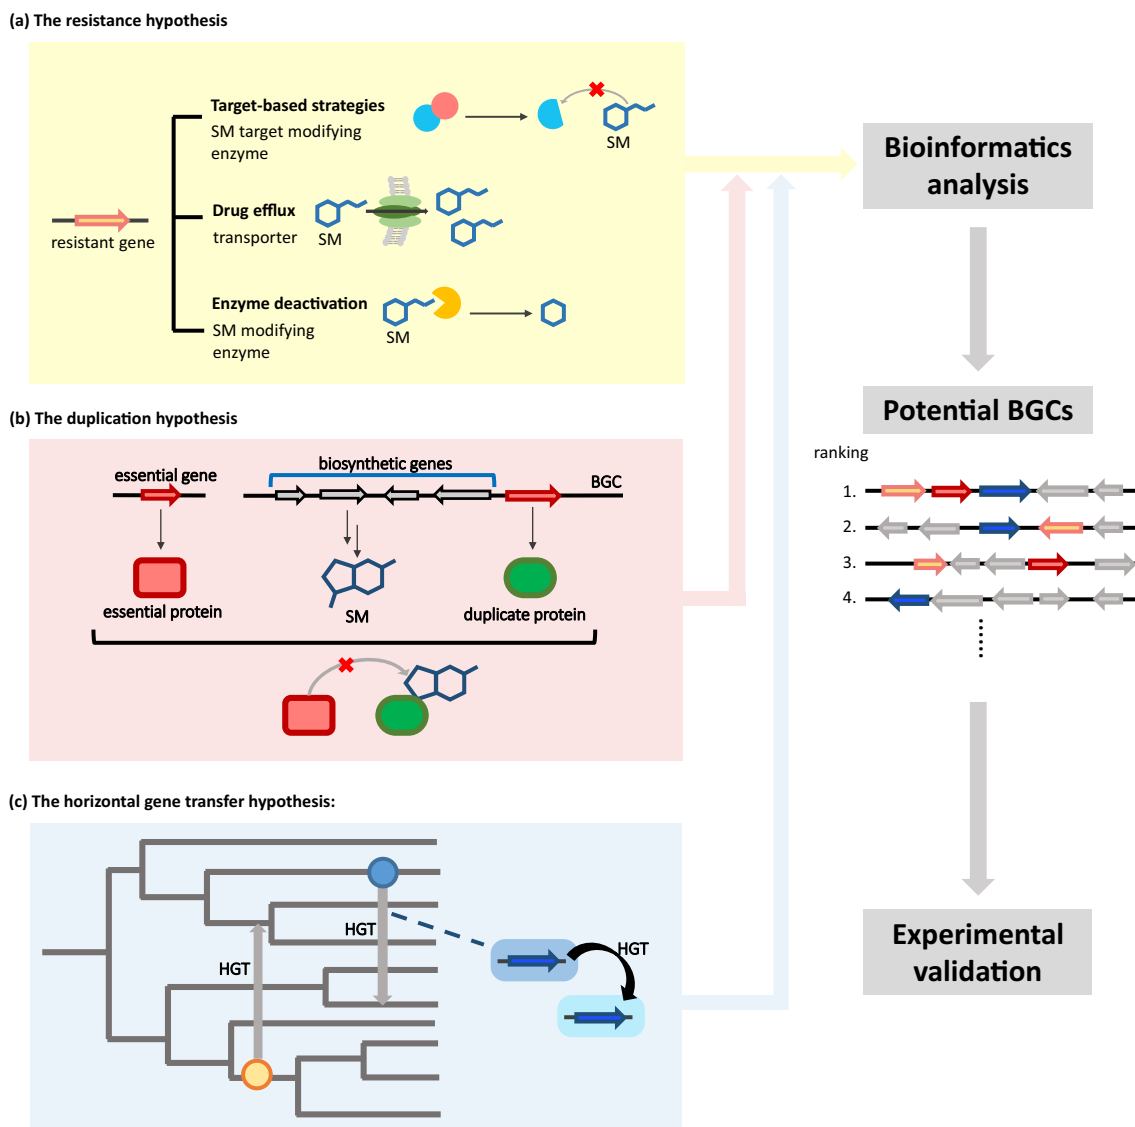 (a) The resistance hypothesis
Target-based strategies
SM target modifying
enzyme
SM
resistant gene
Drug efflux
transporter
SM
Enzyme deactivation
SM modifying
enzyme
SM
(b) The duplication hypothesis
essential gene
biosynthetic genes
BGC
essential protein
SM
duplicate protein
(c) The horizontal gene transfer hypothesis:
HGT
HGT
HGT
Bioinformatics
analysis
Potential BGCs
ranking
1.
2.
3.
4.
Experimental
validation